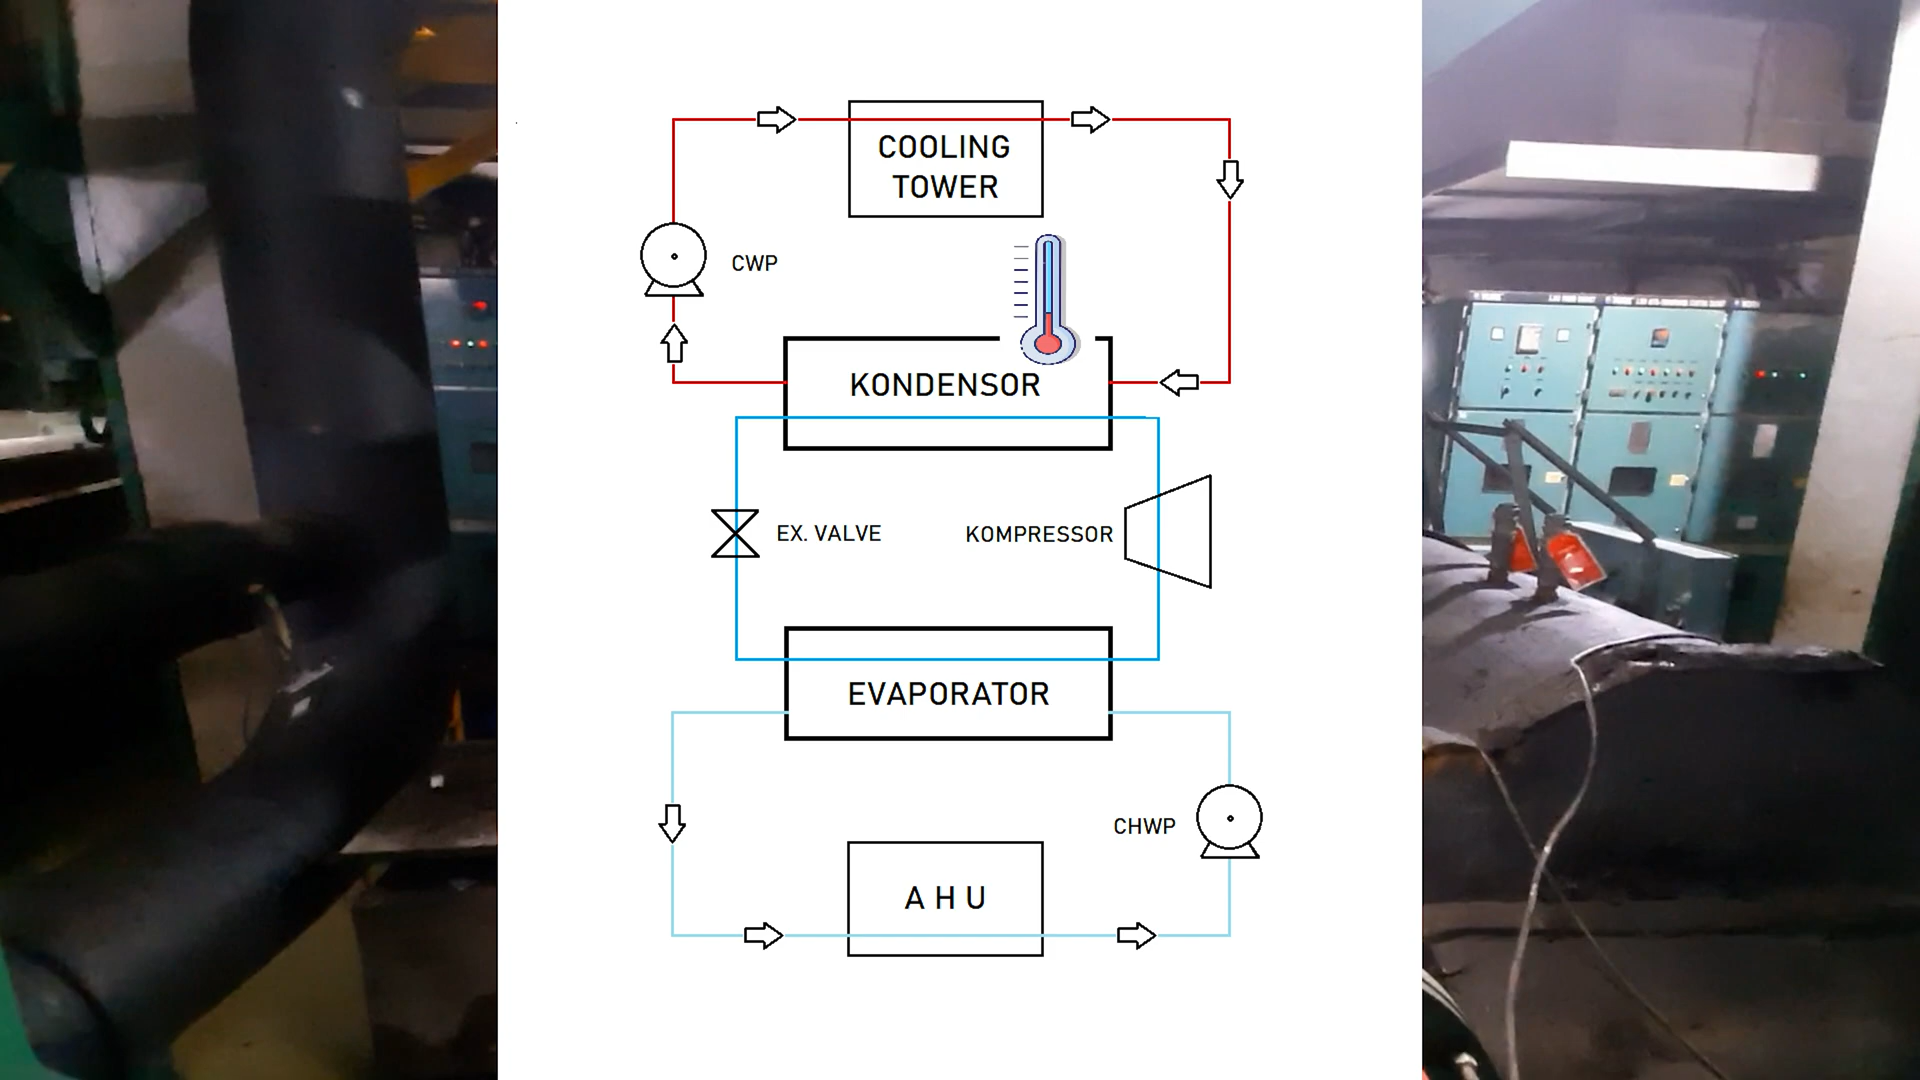 COOLING
TOWER
CWP
KONDENSOR
EX. VALVE
KOMPRESSOR
EVAPORATOR
CHWP
A H U